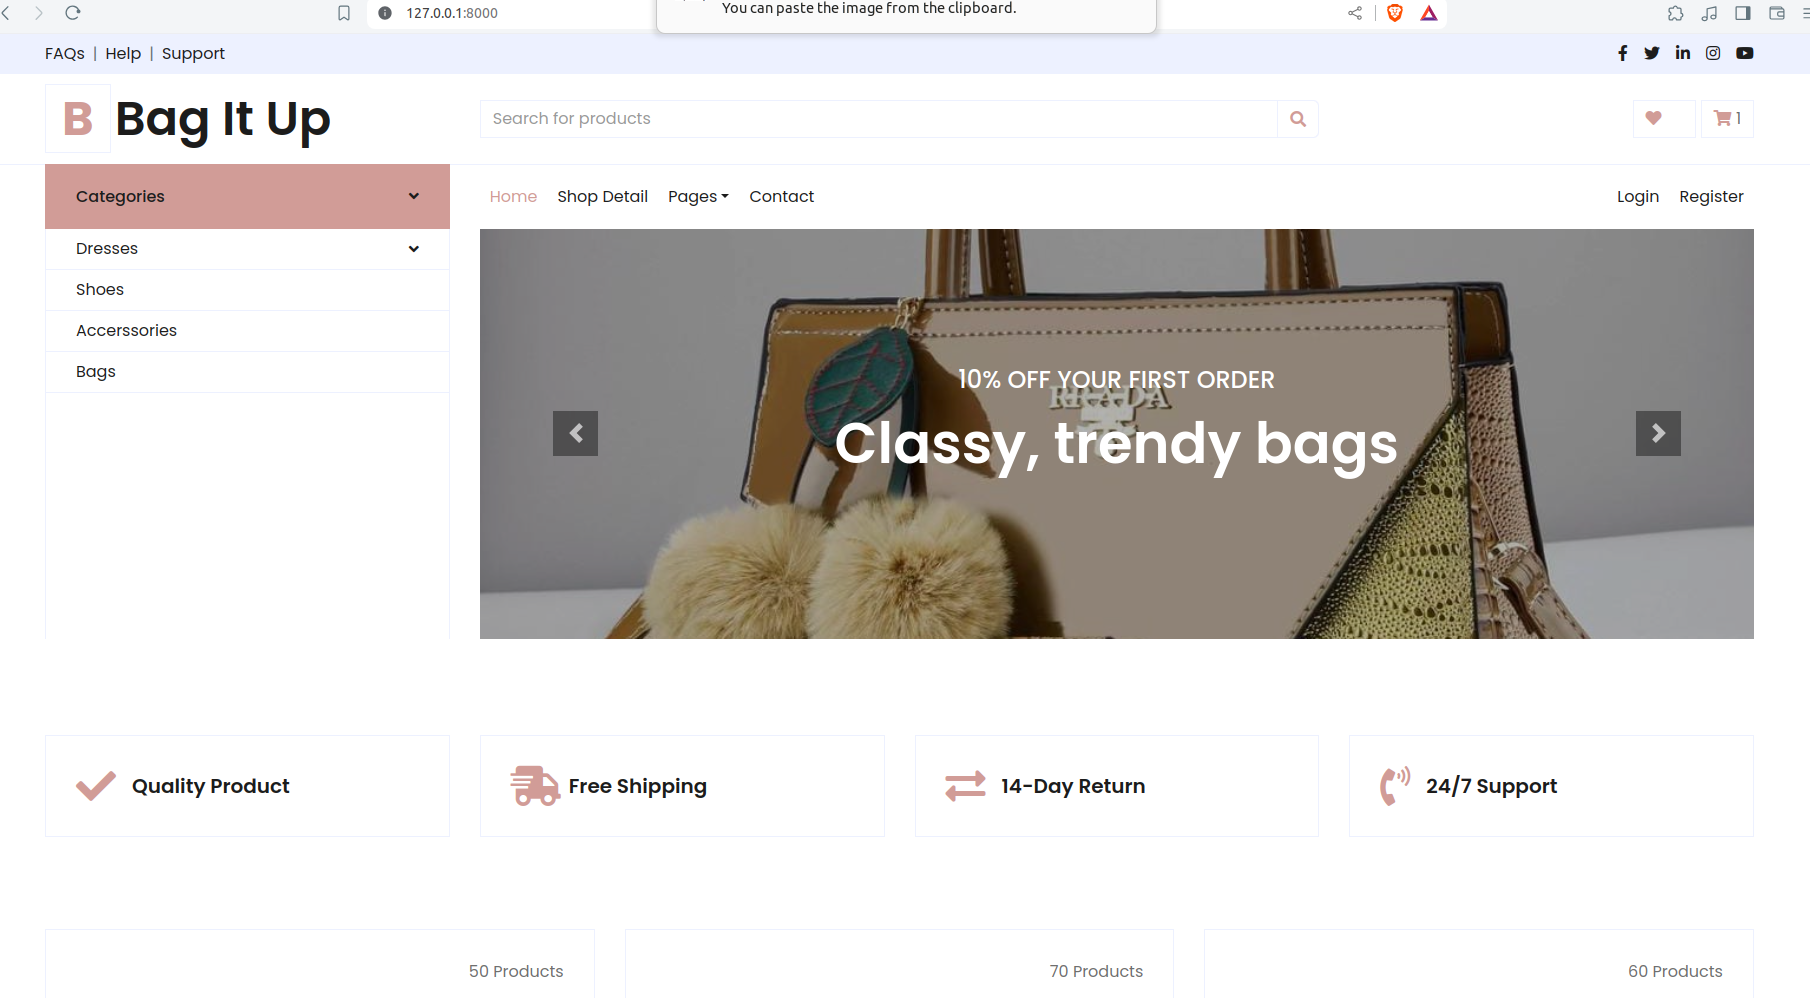 You can paste the image from the clipboard.
127.0.0.1:8000
FAQs | Help | Support
B Bag It Up
Search for products
1
Categories
Home Shop Detail Pages Contact
Login Register
Dresses
Shoes
Accerssories
Bags
10% OFF YOUR FIRST ORDER
Classy, trendy bags
Quality Product
Free Shipping
14-Day Return
24/7 Support
50 Products
70 Products
60 Products